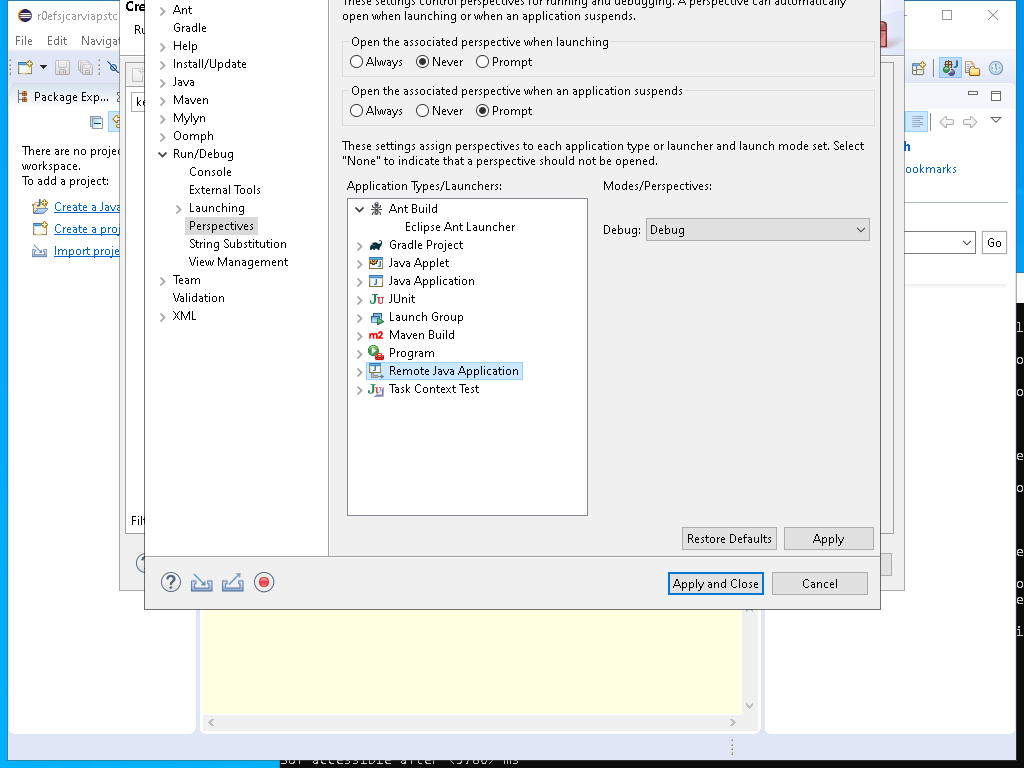 r0efsjcarviapstc
File Edit Navigat
Package Exp...
There are no proje
workspace.
To add a project:
Create a Java
Create a proj
Import proje
Cre
Ru
Ant
Gradle
Help
Install/Update
Java
Maven
Mylyn
Oomph
Run/Debug
Console
External Tools
Launching
Perspectives
String Substitution
View Management
Team
Validation
XML
These settings control perspectives for running and debugging. A perspective can automatically
open when launching or when an application suspends.
Open the associated perspective when launching
Always Never Prompt
Open the associated perspective when an application suspends
Always Never Prompt
These settings assign perspectives to each application type or launcher and launch mode set. Select
"None" to indicate that a perspective should not be opened.
Application Types/Launchers:
Modes/Perspectives:
Ant Build
Eclipse Ant Launcher
Gradle Project
Java Applet
Java Application
JUnit
Launch Group
Maven Build
Program
Remote Java Application
Task Context Test
Debug: Debug
Restore Defaults
Apply
Apply and Close
Cancel
Filt
ookmarks
Go